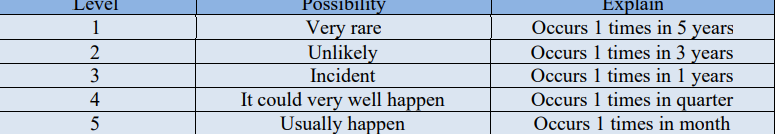 Level Possibility Explain
1 Very rare Occurs 1 times in 5 years
2 Unlikely Occurs 1 times in 3 years
3 Incident Occurs 1 times in 1 years
4 It could very well happen Occurs 1 times in quarter
5 Usually happen Occurs 1 times in month